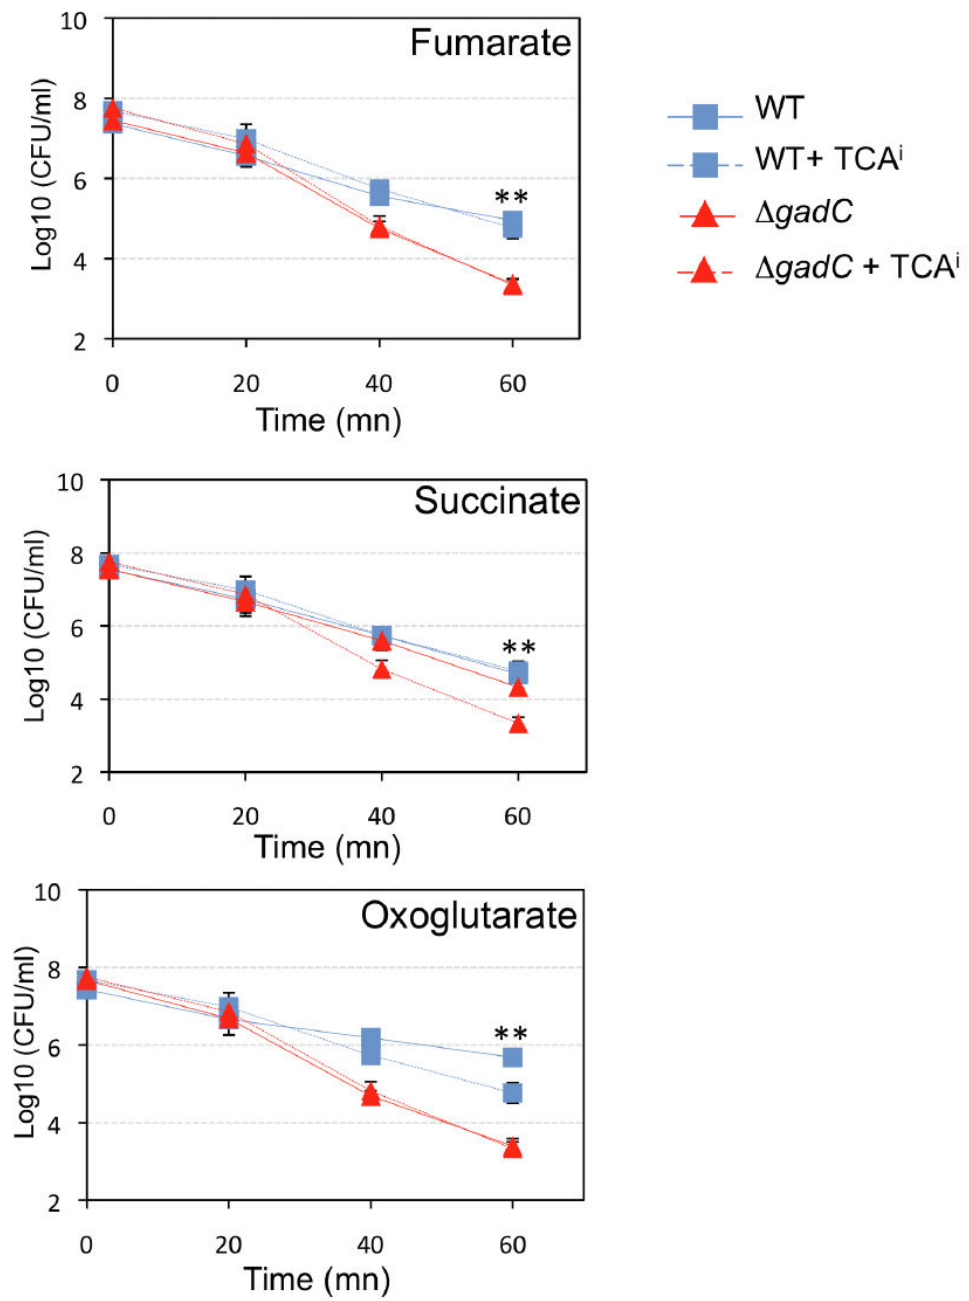 Fumarate
10
8
6
4
2
Log10 (CFU/ml)
**
0 20 40 60
Time (mn)
WT
WT+ TCAⁱ
ΔgadC
ΔgadC + TCAⁱ
Succinate
10
8
6
4
2
Log10 (CFU/ml)
**
0 20 40 60
Time (mn)
Oxoglutarate
10
8
6
4
2
Log10 (CFU/ml)
**
0 20 40 60
Time (mn)